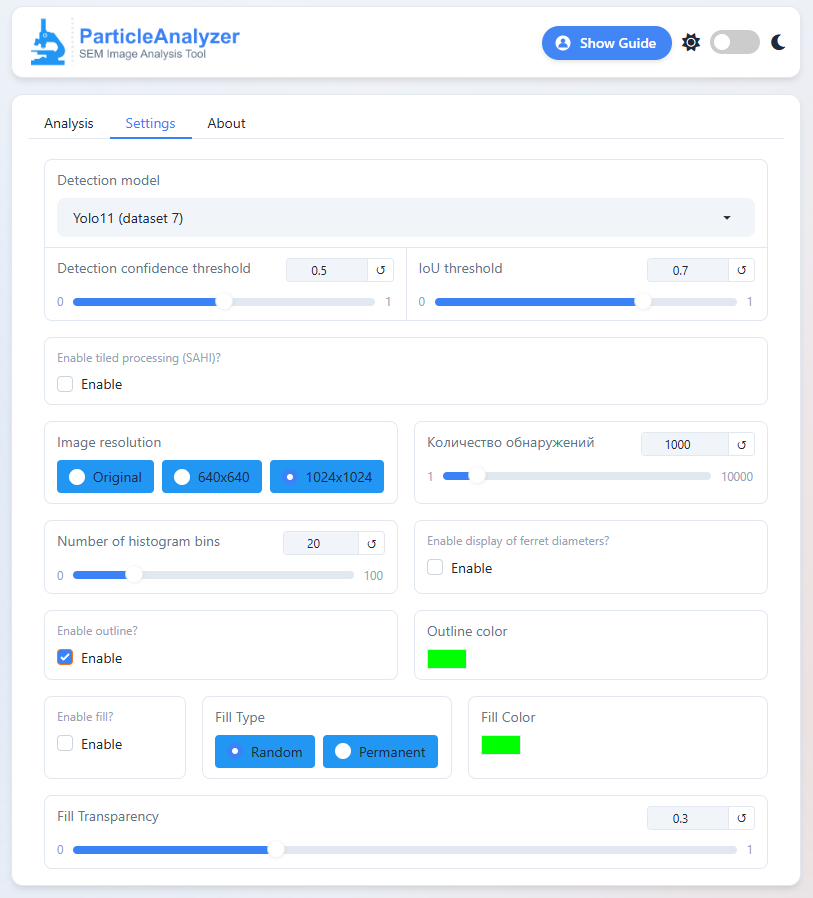 ParticleAnalyzer
SEM Image Analysis Tool
Show Guide
Analysis Settings About
Detection model
Yolo11 (dataset 7)
Detection confidence threshold 0.5 ↺
0 1
IoU threshold 0.7 ↺
0 1
Enable tiled processing (SAHI)?
Enable
Image resolution
Original 640x640 1024x1024
Количество обнаружений 1000 ↺
1 10000
Number of histogram bins 20 ↺
0 100
Enable display of ferret diameters?
Enable
Enable outline?
Enable
Outline color
Enable fill?
Enable
Fill Type
Random Permanent
Fill Color
Fill Transparency 0.3 ↺
0 1